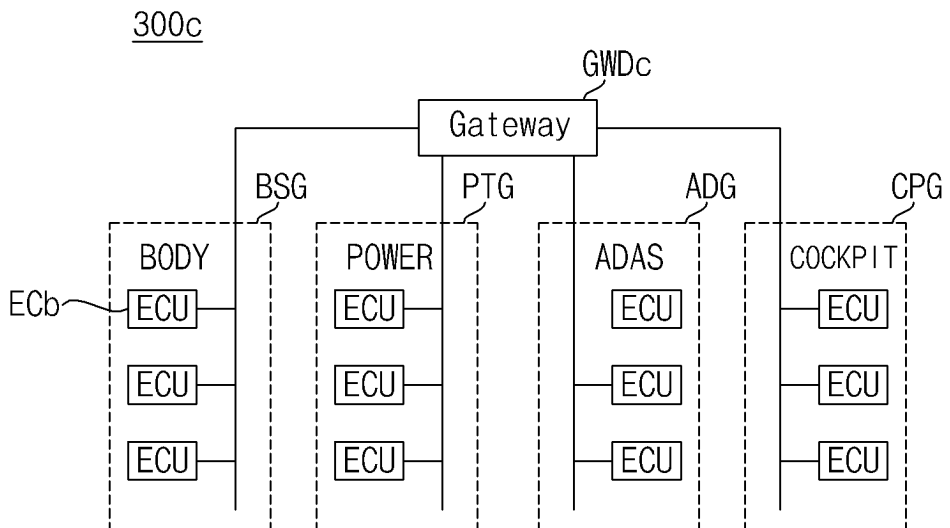 300c
GWDc
Gateway
BSG
PTG
ADG
CPG
BODY
POWER
ADAS
COCKPIT
ECb
ECU
ECU
ECU
ECU
ECU
ECU
ECU
ECU
ECU
ECU
ECU
ECU